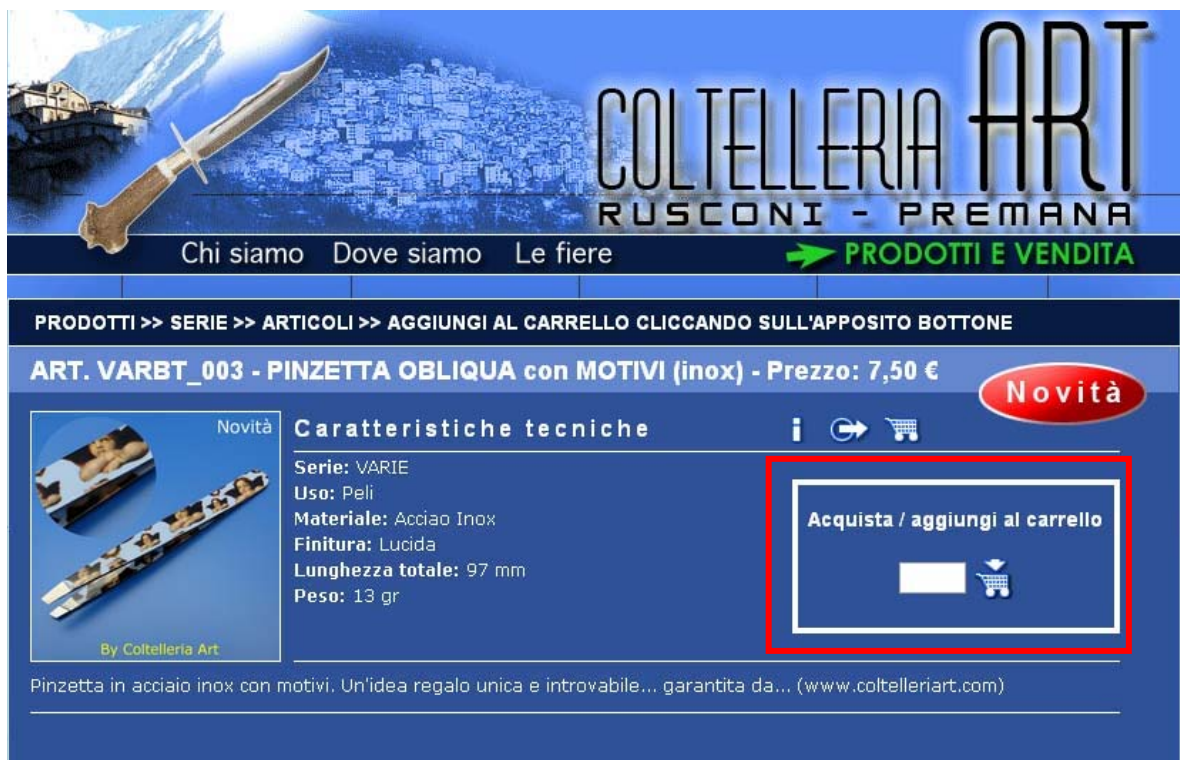 COLTELLERIA ART
RUSCONI - PREMANA
Chi siamo Dove siamo Le fiere PRODOTTI E VENDITA
PRODOTTI >> SERIE >> ARTICOLI >> AGGIUNGI AL CARRELLO CLICCANDO SULL'APPOSITO BOTTONE
ART. VARBT_003 - PINZETTA OBLIQUA con MOTIVI (inox) - Prezzo: 7,50 €
Novità
Novità
By Coltelleria Art
Caratteristiche tecniche
Serie: VARIE
Uso: Peli
Materiale: Acciao Inox
Finitura: Lucida
Lunghezza totale: 97 mm
Peso: 13 gr
Acquista / aggiungi al carrello
Pinzetta in acciaio inox con motivi. Un'idea regalo unica e introvabile... garantita da... (www.coltelleriart.com)